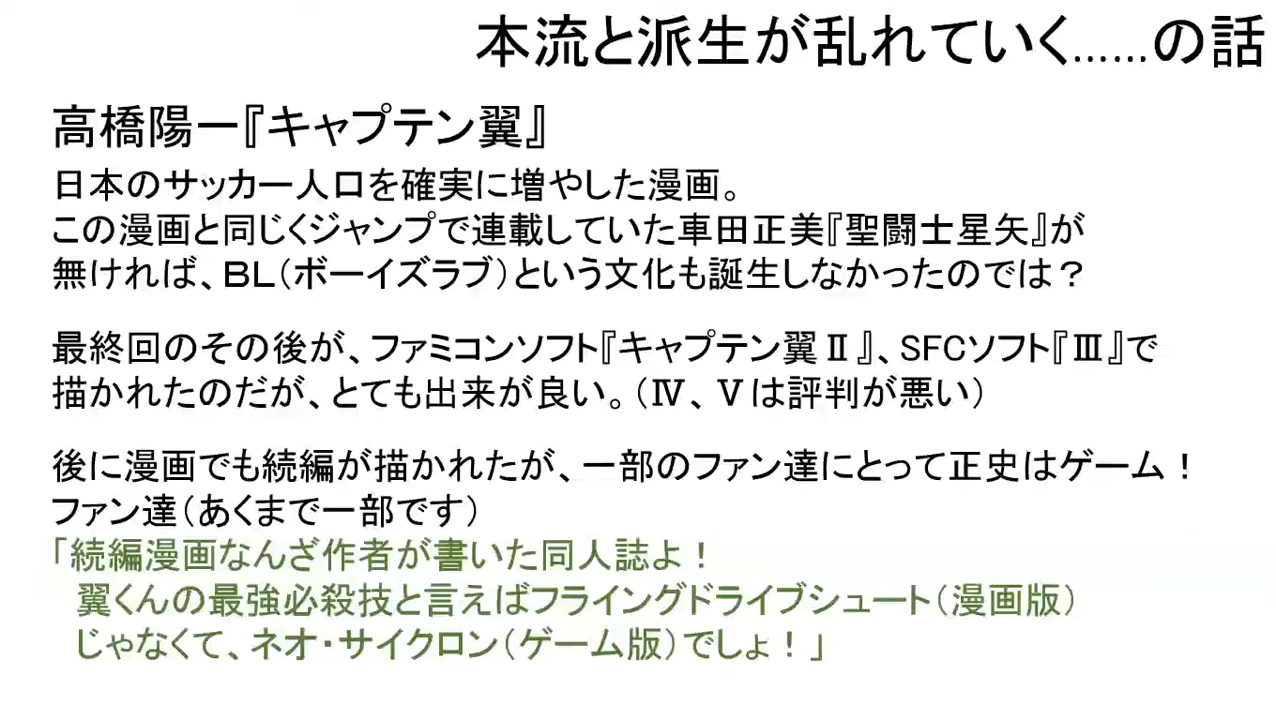 本流と派生が乱れていく……の話
高橋陽一『キャプテン翼』
日本のサッカー人口を確実に増やした漫画。
この漫画と同じくジャンプで連載していた車田正美『聖闘士星矢』が
無ければ、ＢＬ（ボーイズラブ）という文化も誕生しなかったのでは？
最終回のその後が、ファミコンソフト『キャプテン翼Ⅱ』、SFCソフト『Ⅲ』で
描かれたのだが、とても出来が良い。（Ⅳ、Ⅴは評判が悪い）
後に漫画でも続編が描かれたが、一部のファン達にとって正史はゲーム！
ファン達（あくまで一部です）
「続編漫画なんざ作者が書いた同人誌よ！
翼くんの最強必殺技と言えばフライングドライブシュート（漫画版）
じゃなくて、ネオ・サイクロン（ゲーム版）でしょ！」